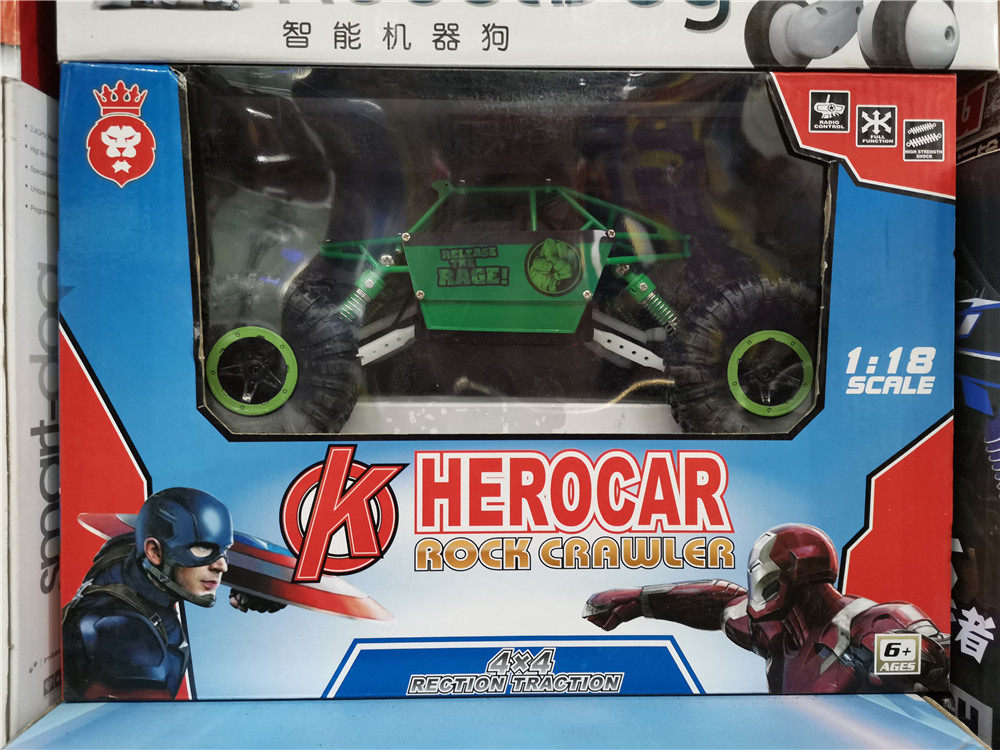 智能机器狗
RADIO
CONTROL
FULL
FUNCTION
HIGH STRENGTH
SHOCK
RELEASE
THE
RAGE!
1:18
SCALE
smart-dog
K HEROCAR
ROCK CRAWLER
4×4
RECTION TRACTION
6+
AGES
者